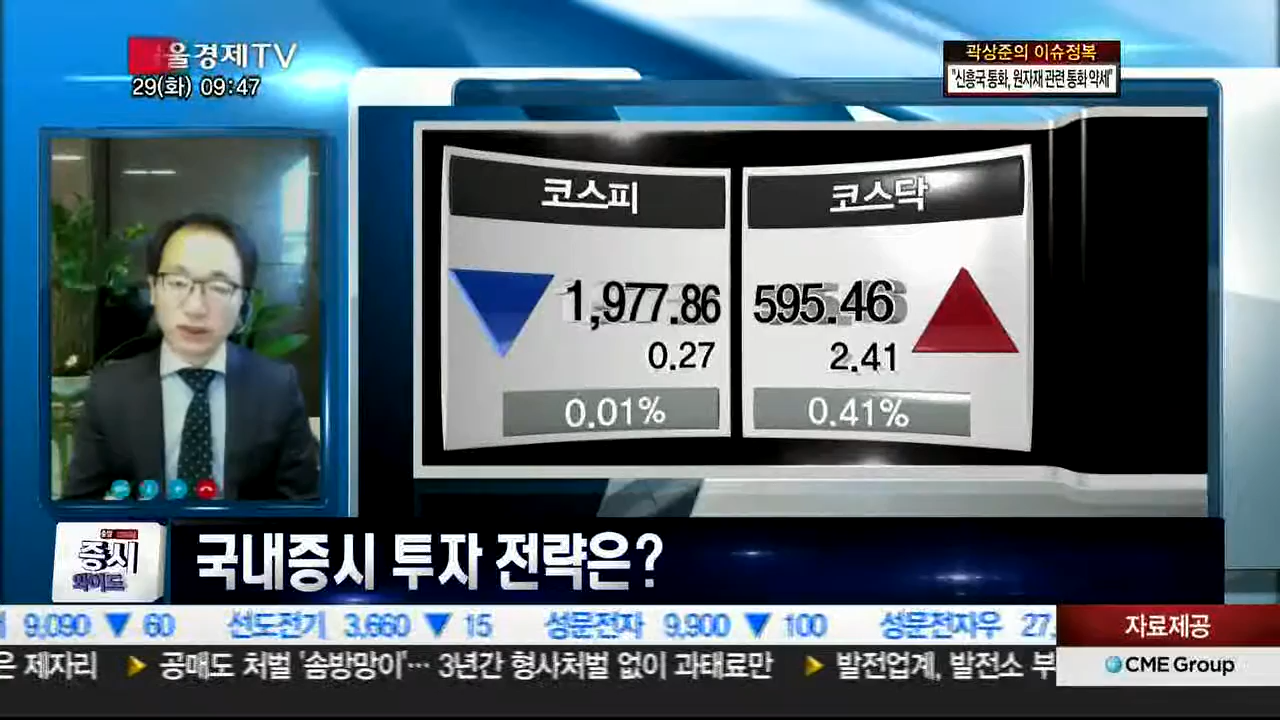 울경제TV
29(화) 09:47
곽상준의 이슈정복
"신흥국 통화, 원자재 관련 통화 약세"
코스피
1,977.86
0.27
0.01%
코스닥
595.46
2.41
0.41%
증시
와이드
국내증시 투자 전략은?
9,090 ▼ 60 선도전기 3,660 ▼ 15 성문전자 9,900 ▼ 100 성문전자우 27,
은 제자리 ▶ 공매도 처벌 '솜방망이'… 3년간 형사처벌 없이 과태료만 ▶ 발전업계, 발전소 부
자료제공
CME Group